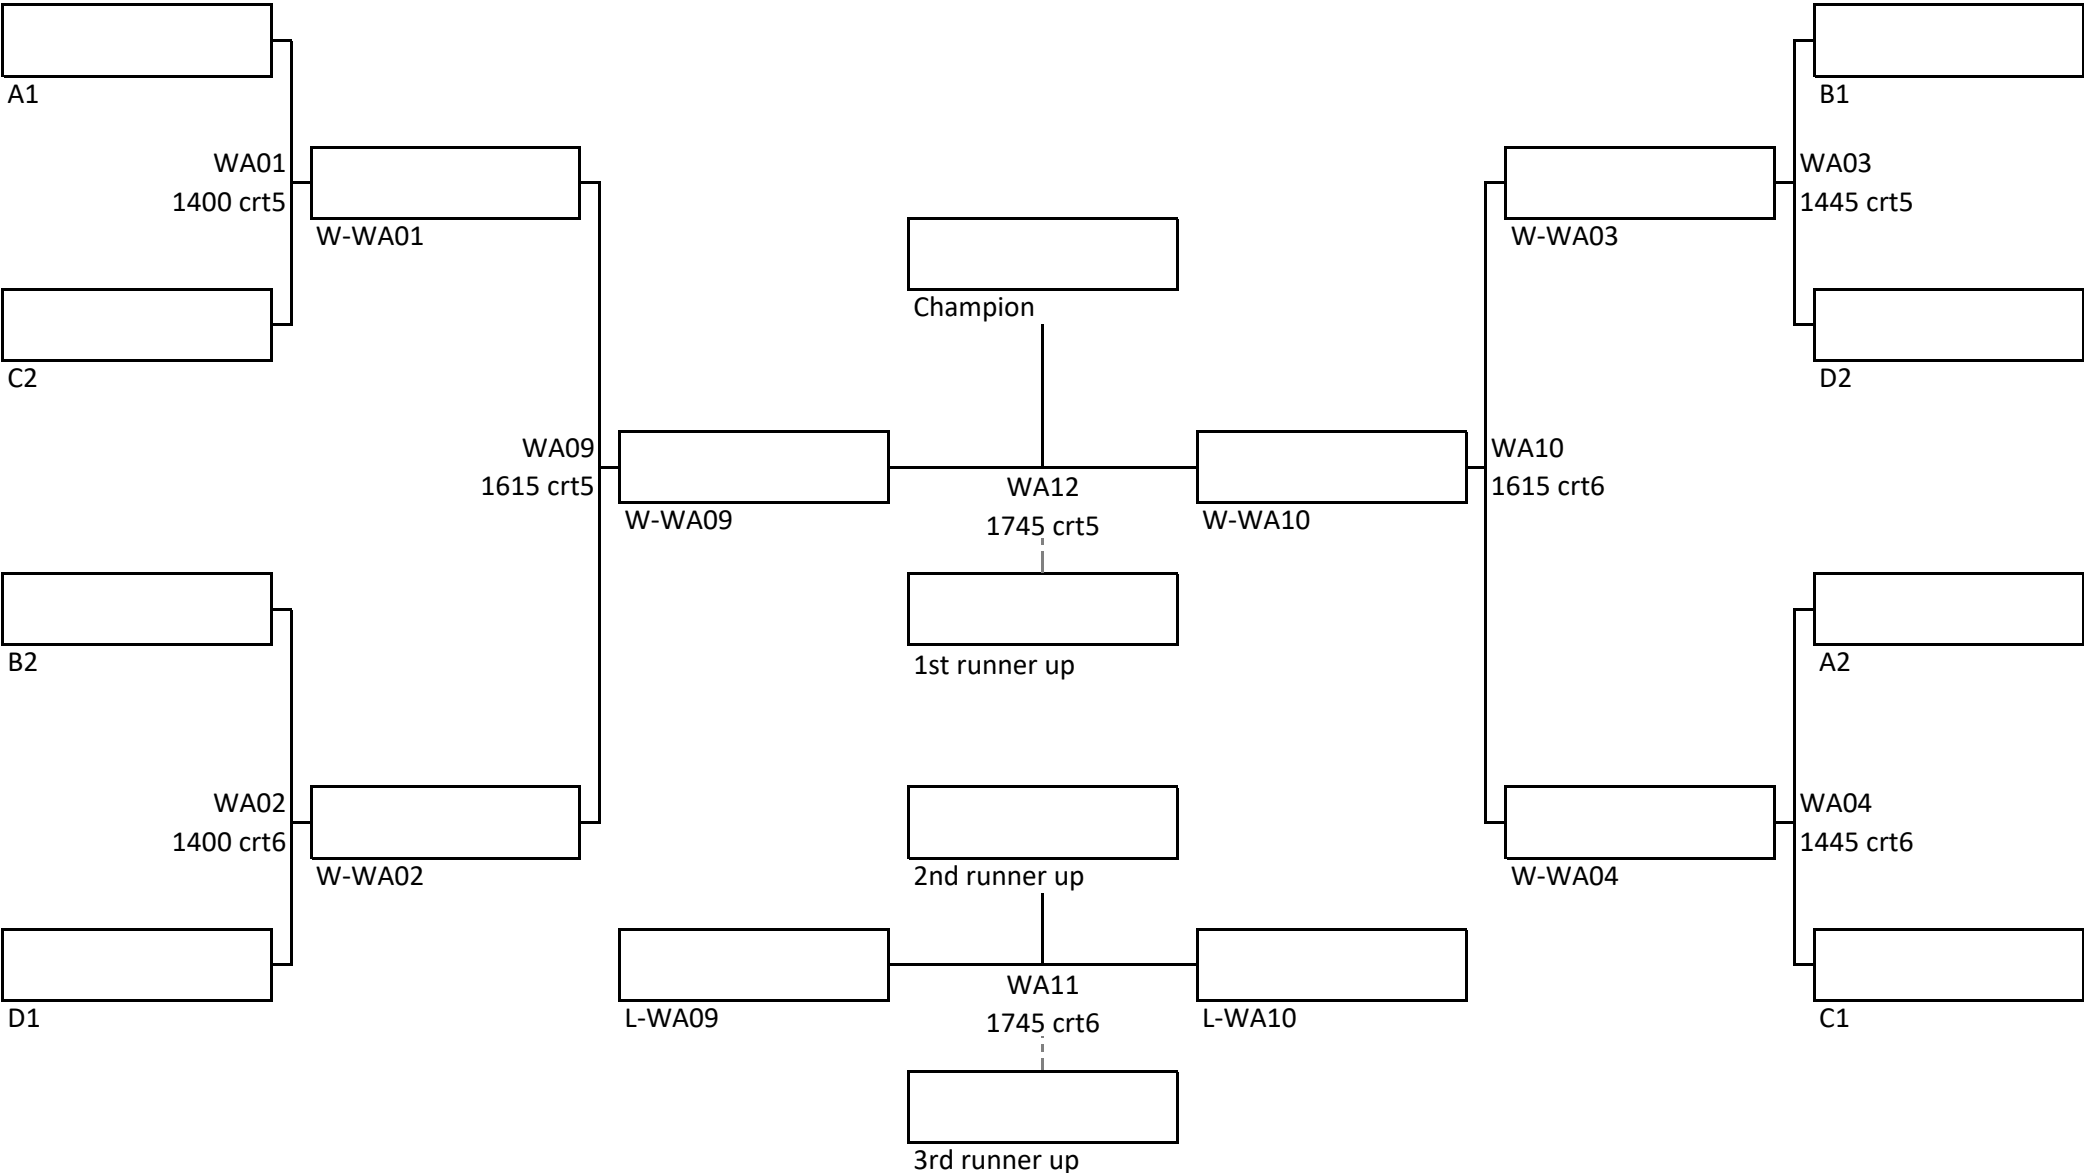 A1
B1
WA01
1400 crt5
WA03
1445 crt5
W-WA01
W-WA03
Champion
C2
D2
WA09
1615 crt5
WA10
1615 crt6
WA12
1745 crt5
W-WA09
W-WA10
B2
1st runner up
A2
WA02
1400 crt6
WA04
1445 crt6
W-WA02
2nd runner up
W-WA04
WA11
1745 crt6
D1
L-WA09
L-WA10
C1
3rd runner up